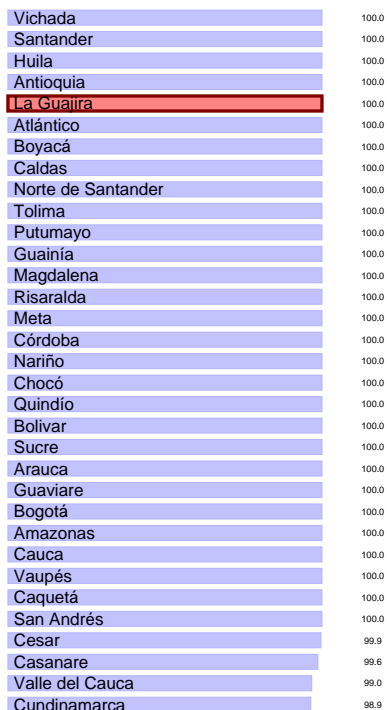 Vichada 100.0
Santander 100.0
Huila 100.0
Antioquia 100.0
La Guajira 100.0
Atlántico 100.0
Boyacá 100.0
Caldas 100.0
Norte de Santander 100.0
Tolima 100.0
Putumayo 100.0
Guainía 100.0
Magdalena 100.0
Risaralda 100.0
Meta 100.0
Córdoba 100.0
Nariño 100.0
Chocó 100.0
Quindío 100.0
Bolivar 100.0
Sucre 100.0
Arauca 100.0
Guaviare 100.0
Bogotá 100.0
Amazonas 100.0
Cauca 100.0
Vaupés 100.0
Caquetá 100.0
San Andrés 100.0
Cesar 99.9
Casanare 99.6
Valle del Cauca 99.0
Cundinamarca 98.9